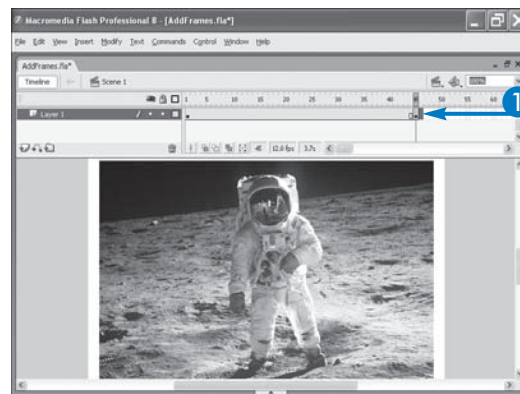 Macromedia Flash Professional 8 - [AddFrames.fla*]
File Edit View Insert Modify Text Commands Control Window Help
AddFrames.fla*
Timeline Scene 1 100%
1 5 10 15 20 25 30 35 40 50 55 60
Layer 1
1
12.0 fps 3.7s